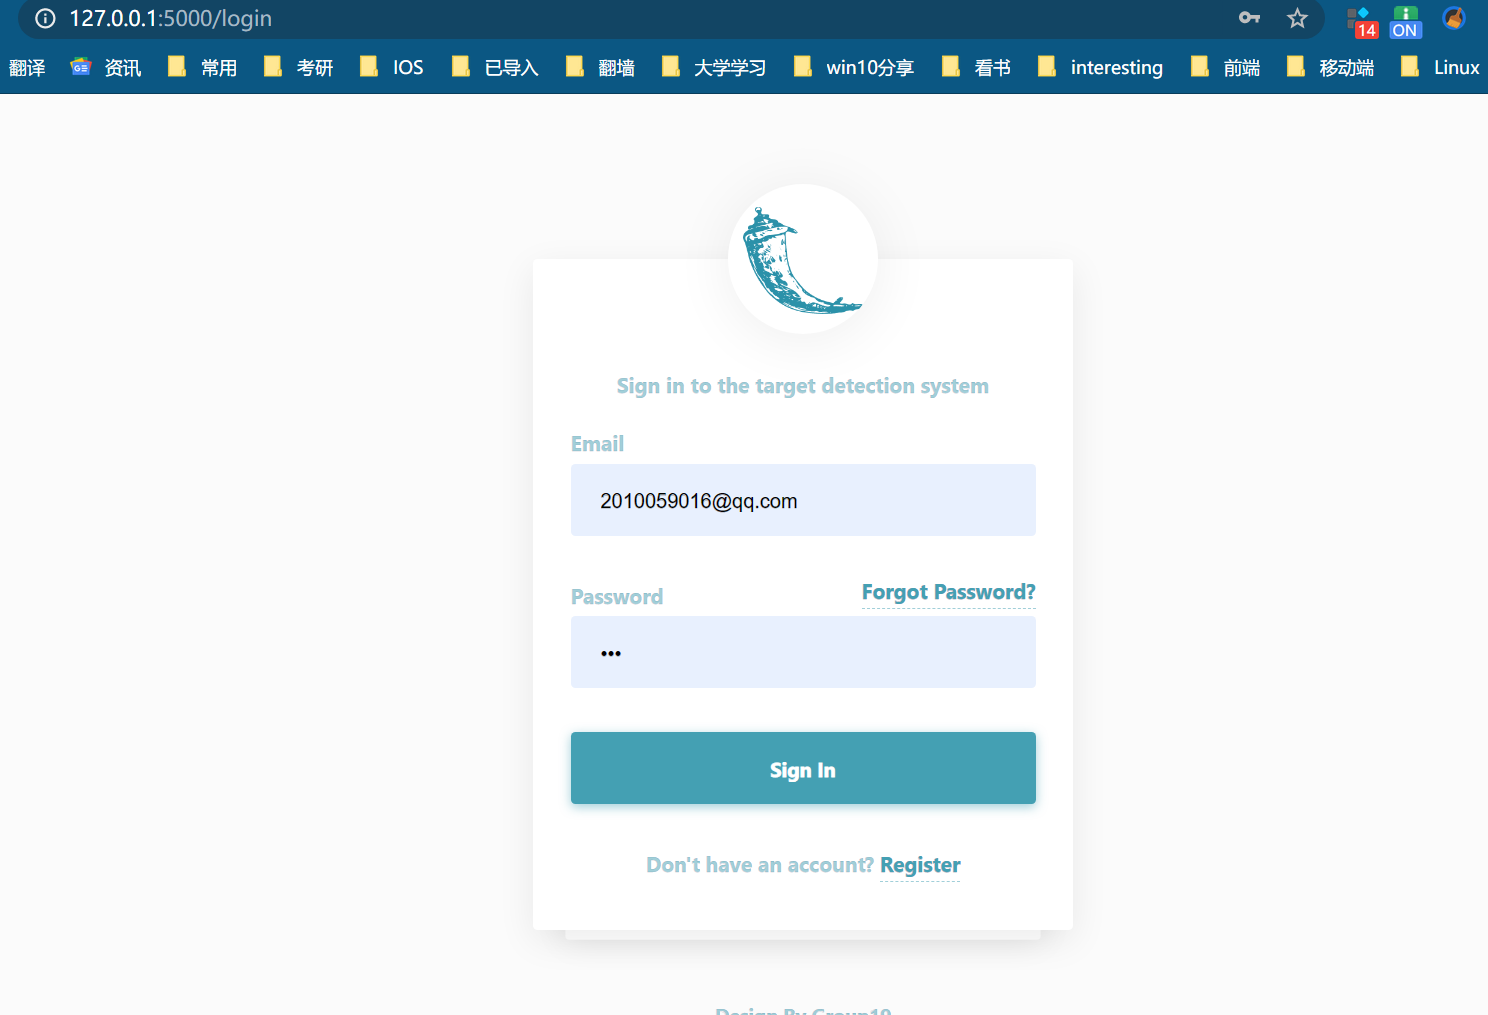 127.0.0.1:5000/login
14
ON
翻译 资讯 常用 考研 IOS 已导入 翻墙 大学学习 win10分享 看书 interesting 前端 移动端 Linux
Sign in to the target detection system
Email
2010059016@qq.com
Password Forgot Password?
•••
Sign In
Don't have an account? Register
Design By Group10